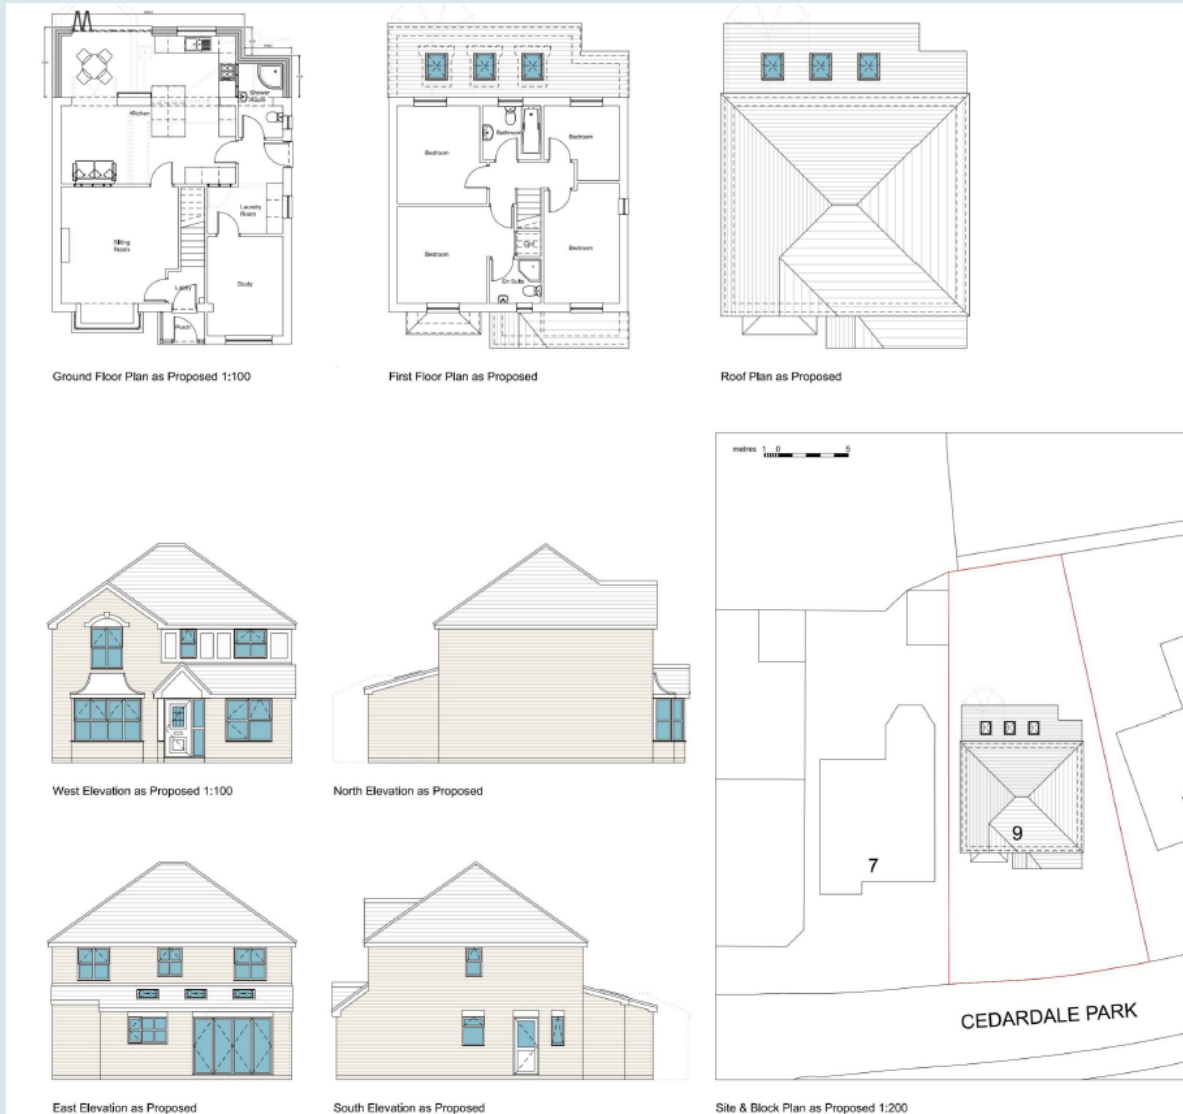 Shower
Room
Kitchen
Laundry
Room
Sitting
Room
Study
Lobby
Porch
Ground Floor Plan as Proposed 1:100
Bathroom
Bedroom
Bedroom
Bedroom
Bedroom
En Suite
First Floor Plan as Proposed
Roof Plan as Proposed
West Elevation as Proposed 1:100
North Elevation as Proposed
East Elevation as Proposed
South Elevation as Proposed
metres 1 0 5
7
9
CEDARDALE PARK
Site & Block Plan as Proposed 1:200